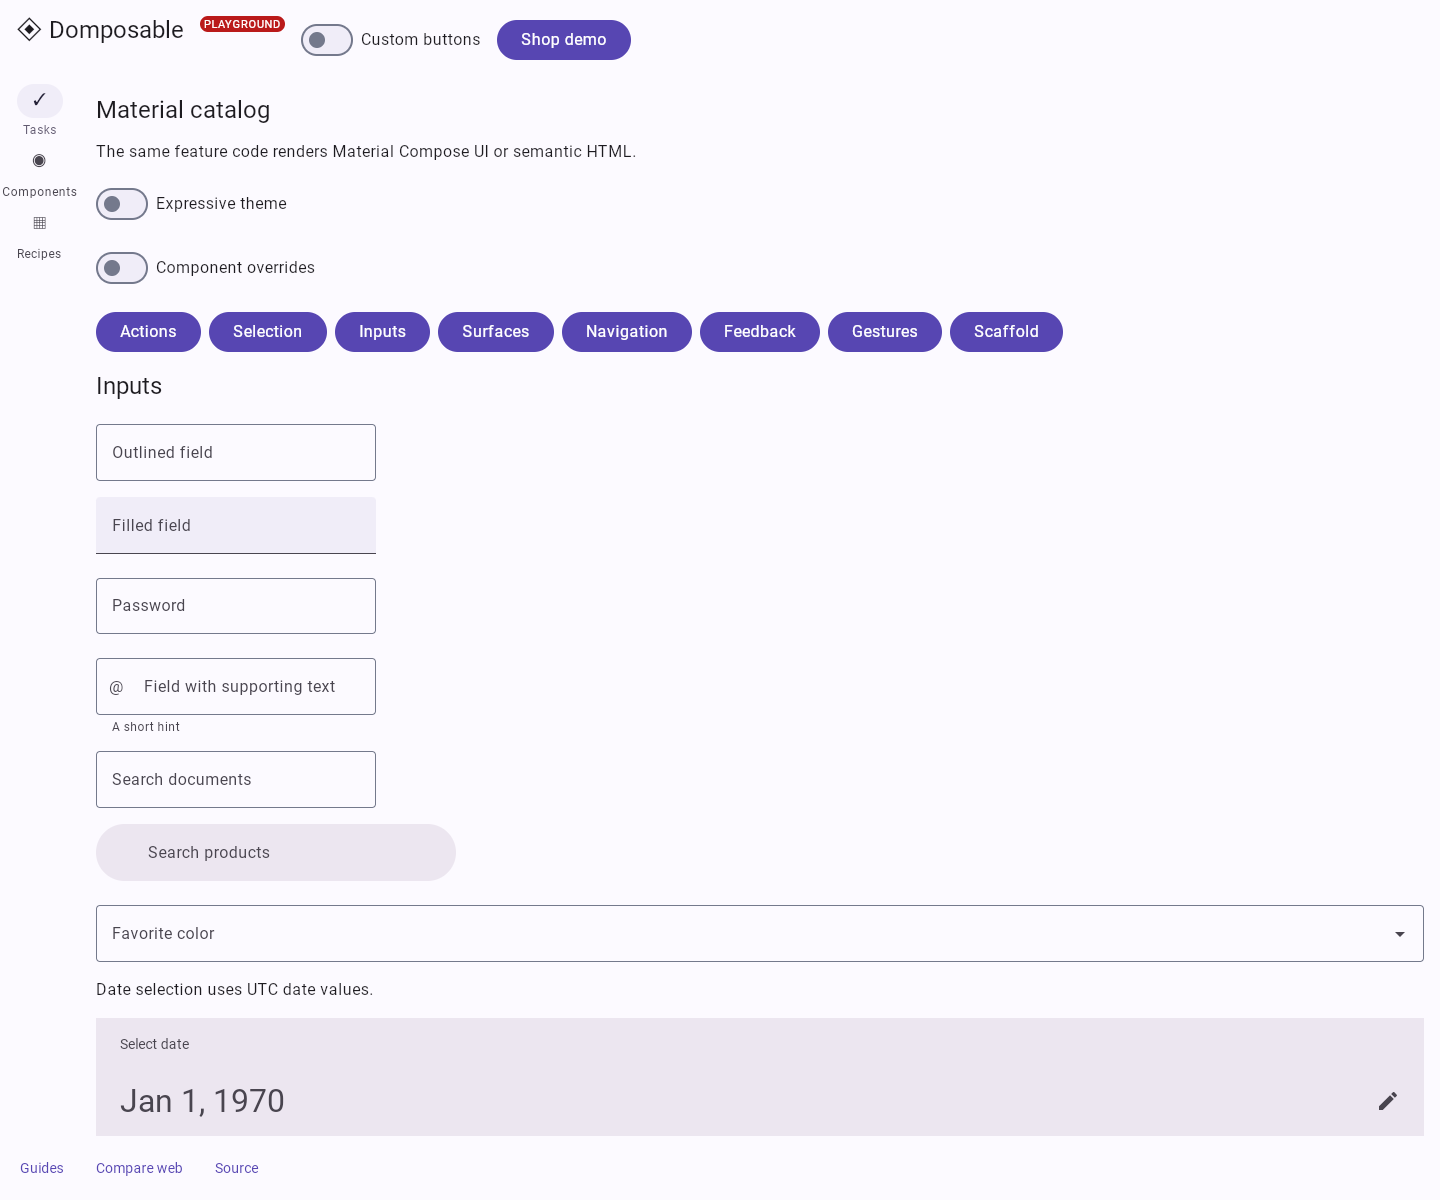 Domposable PLAYGROUND Custom buttons Shop demo
Tasks
Components
Recipes
Material catalog
The same feature code renders Material Compose UI or semantic HTML.
Expressive theme
Component overrides
Actions Selection Inputs Surfaces Navigation Feedback Gestures Scaffold
Inputs
Outlined field
Filled field
Password
@ Field with supporting text
A short hint
Search documents
Search products
Favorite color
Date selection uses UTC date values.
Select date
Jan 1, 1970
Guides Compare web Source